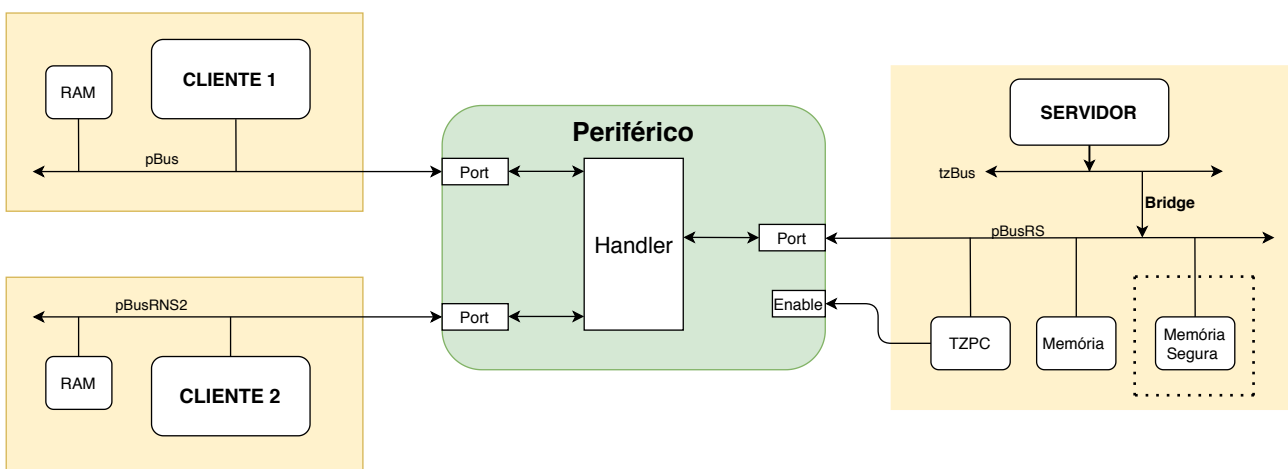 RAM
CLIENTE 1
pBus
Periférico
Port
Handler
Port
Port
Enable
SERVIDOR
tzBus
Bridge
pBusRS
TZPC
Memória
Memória
Segura
pBusRNS2
RAM
CLIENTE 2